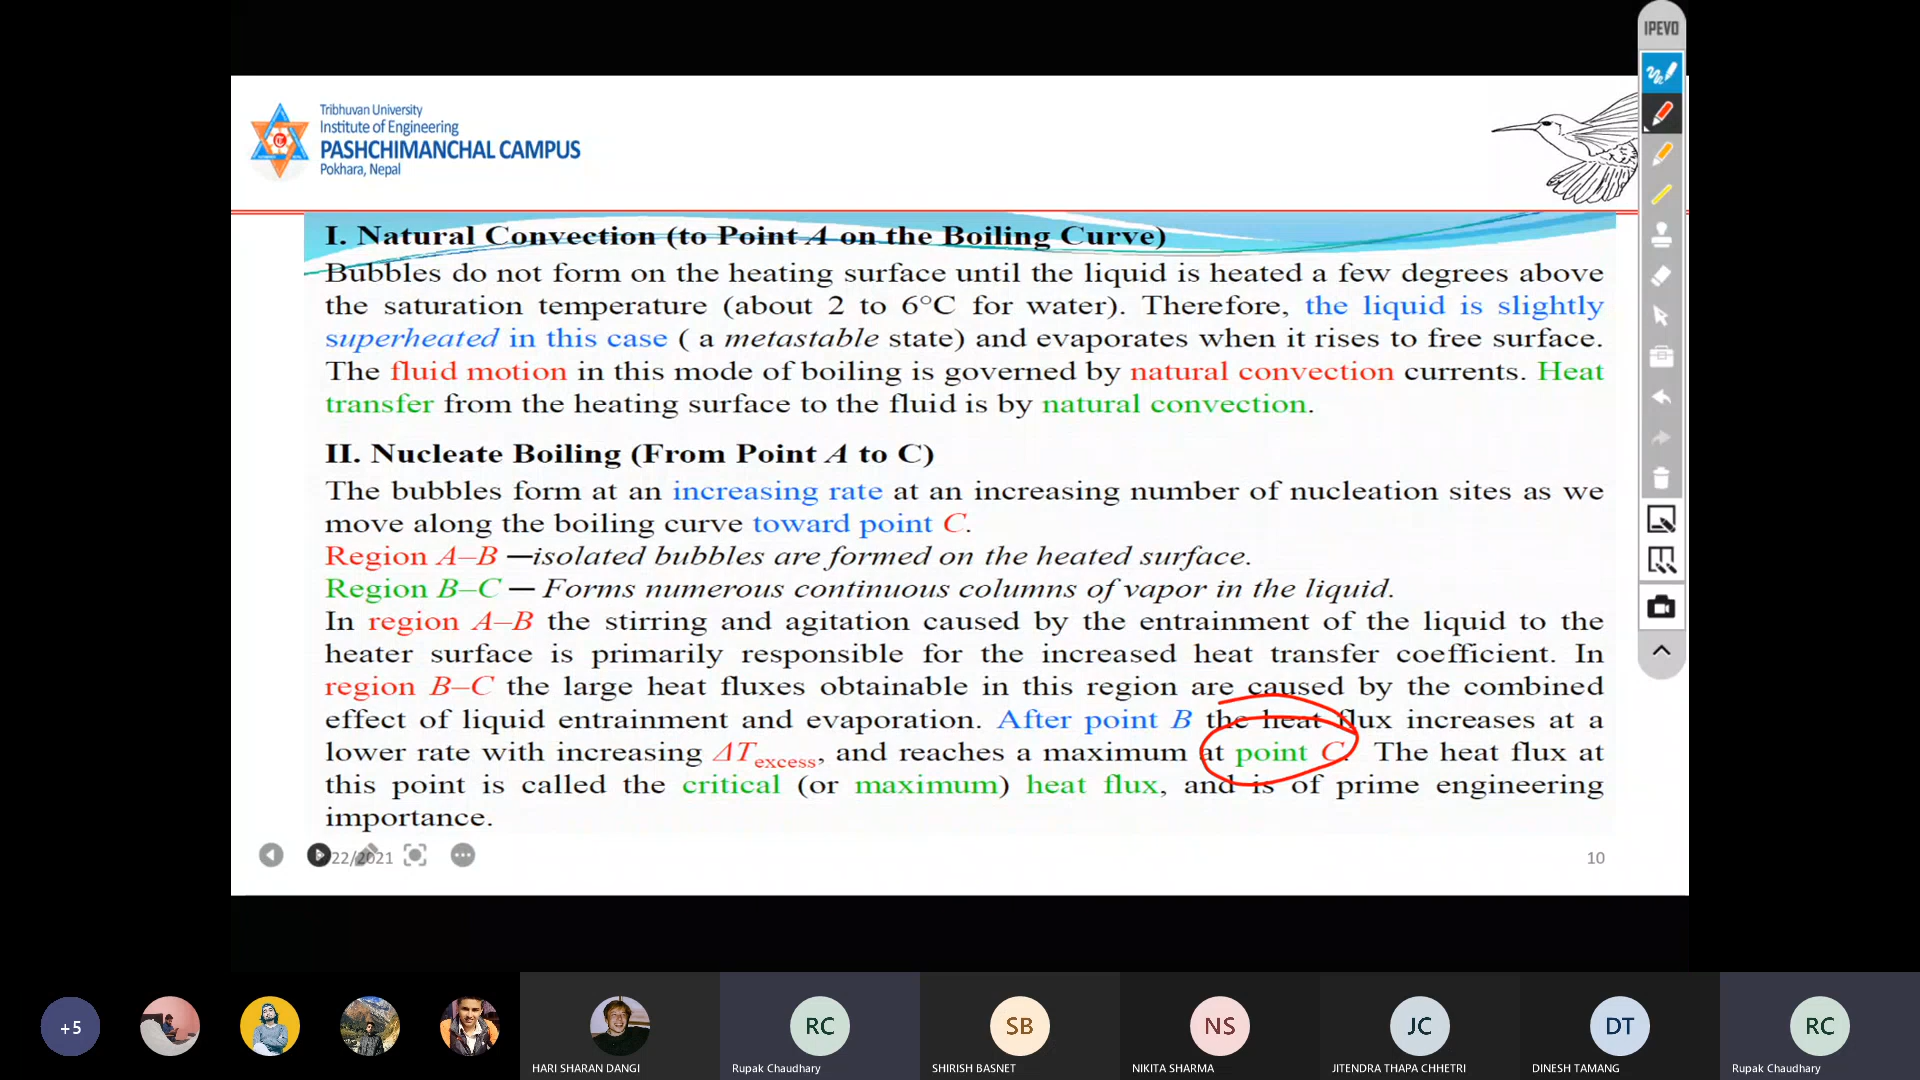 IPEVO
Tribhuvan University
Institute of Engineering
PASHCHIMANCHAL CAMPUS
Pokhara, Nepal
I. Natural Convection (to Point A on the Boiling Curve)
Bubbles do not form on the heating surface until the liquid is heated a few degrees above
the saturation temperature (about 2 to 6°C for water). Therefore, the liquid is slightly
superheated in this case ( a metastable state) and evaporates when it rises to free surface.
The fluid motion in this mode of boiling is governed by natural convection currents. Heat
transfer from the heating surface to the fluid is by natural convection.
II. Nucleate Boiling (From Point A to C)
The bubbles form at an increasing rate at an increasing number of nucleation sites as we
move along the boiling curve toward point C.
Region A–B —isolated bubbles are formed on the heated surface.
Region B–C — Forms numerous continuous columns of vapor in the liquid.
In region A–B the stirring and agitation caused by the entrainment of the liquid to the
heater surface is primarily responsible for the increased heat transfer coefficient. In
region B–C the large heat fluxes obtainable in this region are caused by the combined
effect of liquid entrainment and evaporation. After point B the heat flux increases at a
lower rate with increasing ΔTexcess, and reaches a maximum at point C. The heat flux at
this point is called the critical (or maximum) heat flux, and is of prime engineering
importance.
22/2021
10
+5
RC
SB
NS
JC
DT
RC
HARI SHARAN DANGI
Rupak Chaudhary
SHIRISH BASNET
NIKITA SHARMA
JITENDRA THAPA CHHETRI
DINESH TAMANG
Rupak Chaudhary